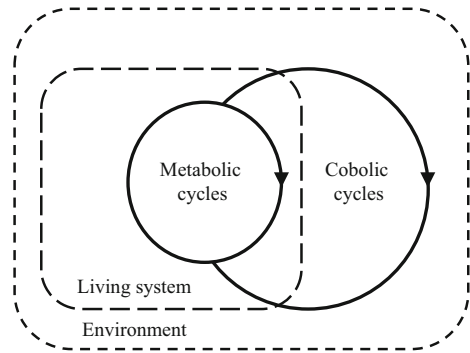 Metabolic
cycles
Cobolic
cycles
Living system
Environment